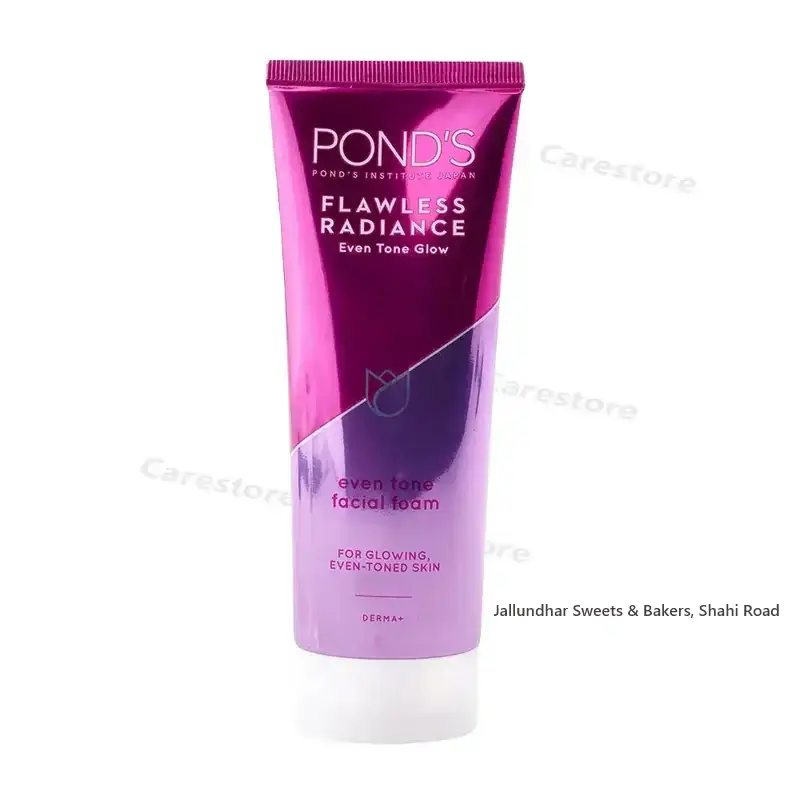 POND'S
POND'S INSTITUTE JAPAN
FLAWLESS
RADIANCE
Even Tone Glow
even tone
facial foam
FOR GLOWING,
EVEN-TONED SKIN
DERMA+
Jallundhar Sweets & Bakers, Shahi Road
Carestore
Carestore
Carestore